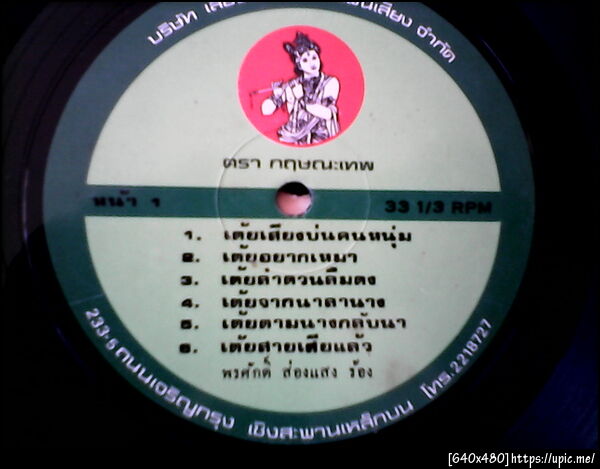 บริษัท เสียง จำกัด
ตรา กฤษณะเทพ
หน้า 1
33 1/3 RPM
1. เต้ยเสียงบ่นคนหนุ่ม
2. เต้ยอยากเหมา
3. เต้ยลำตวนลืมตง
4. เต้ยจากนาลานาง
5. เต้ยตามนางกลับนา
6. เต้ยสายเสียแล้ว
พรศักดิ์ ส่องแสง ร้อง
233-5 ถนนเจริญกรุง เชิงสะพานเหล็กบน โทร.2218727
[640x480]https://upic.me/